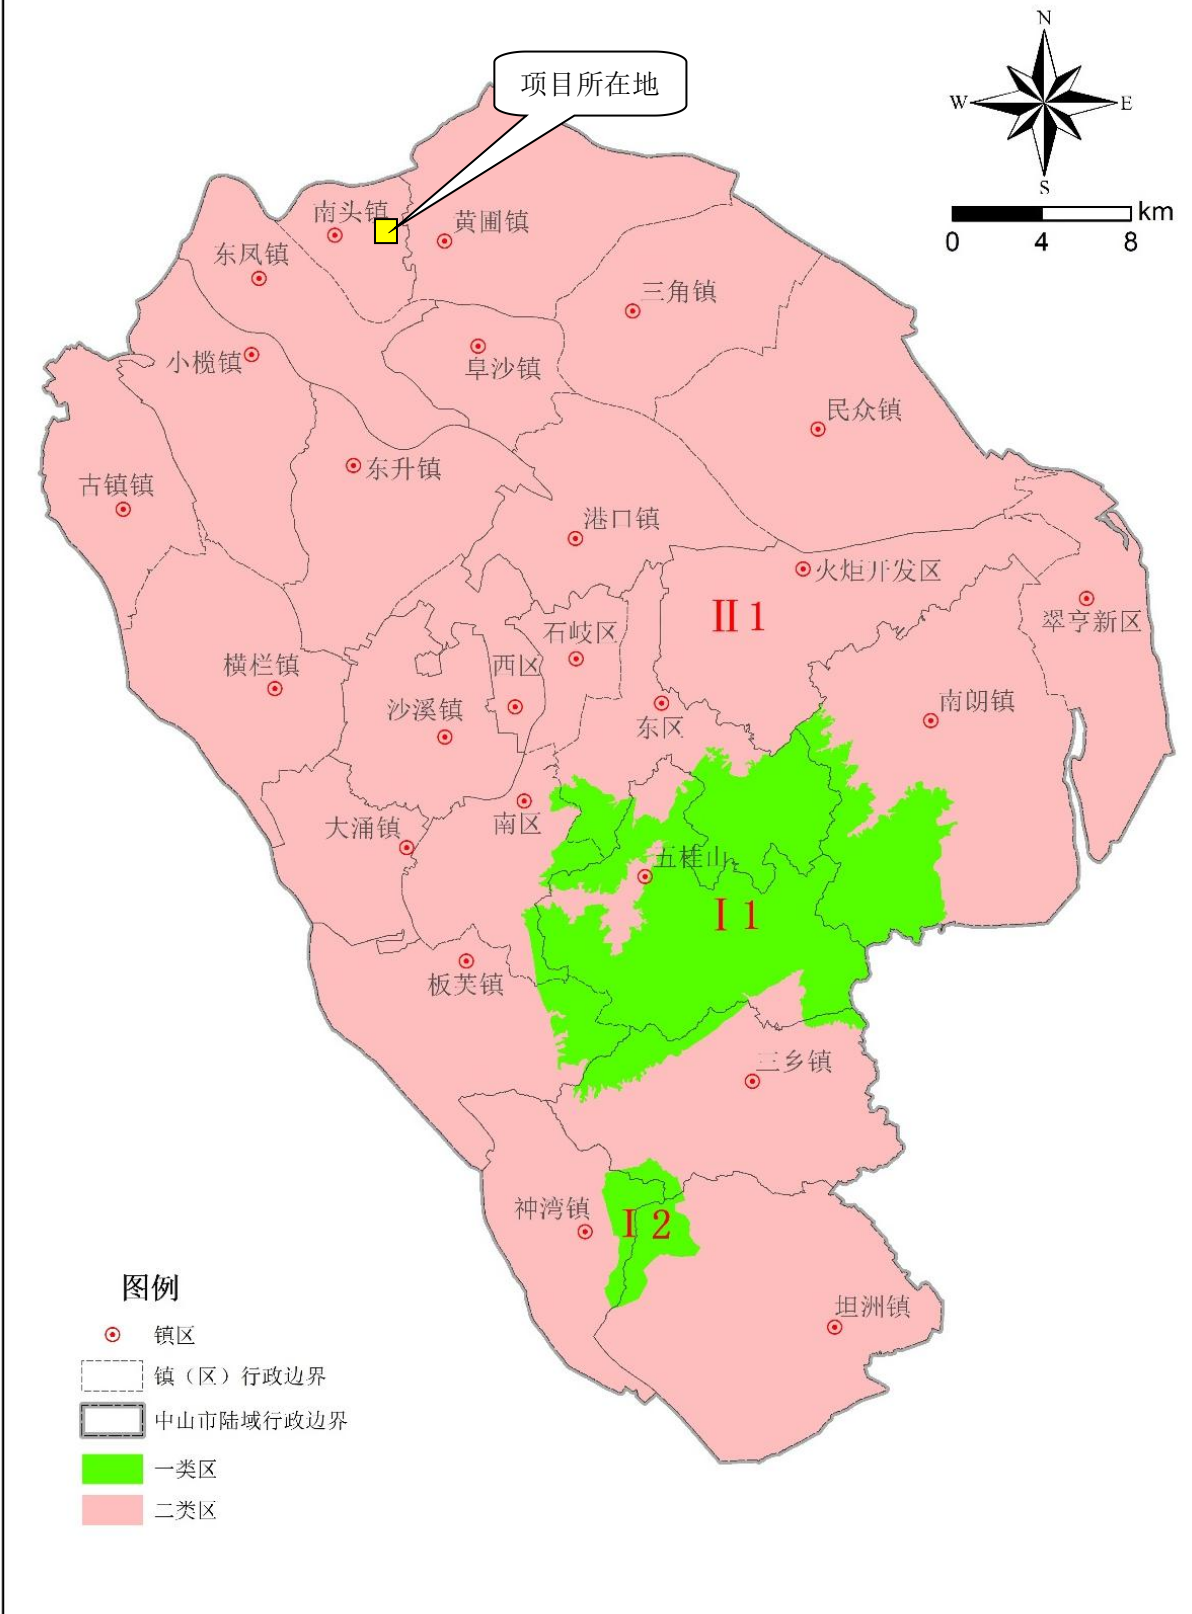 N
项目所在地
W
E
S
km
0 4 8
南头镇
黄圃镇
东凤镇
三角镇
小榄镇
阜沙镇
民众镇
东升镇
古镇镇
港口镇
火炬开发区
II 1
翠亨新区
石岐区
横栏镇
西区
沙溪镇
东区
南朗镇
南区
大涌镇
五桂山
I 1
板芙镇
三乡镇
神湾镇
I 2
坦洲镇
图例
镇区
镇（区）行政边界
中山市陆域行政边界
一类区
二类区